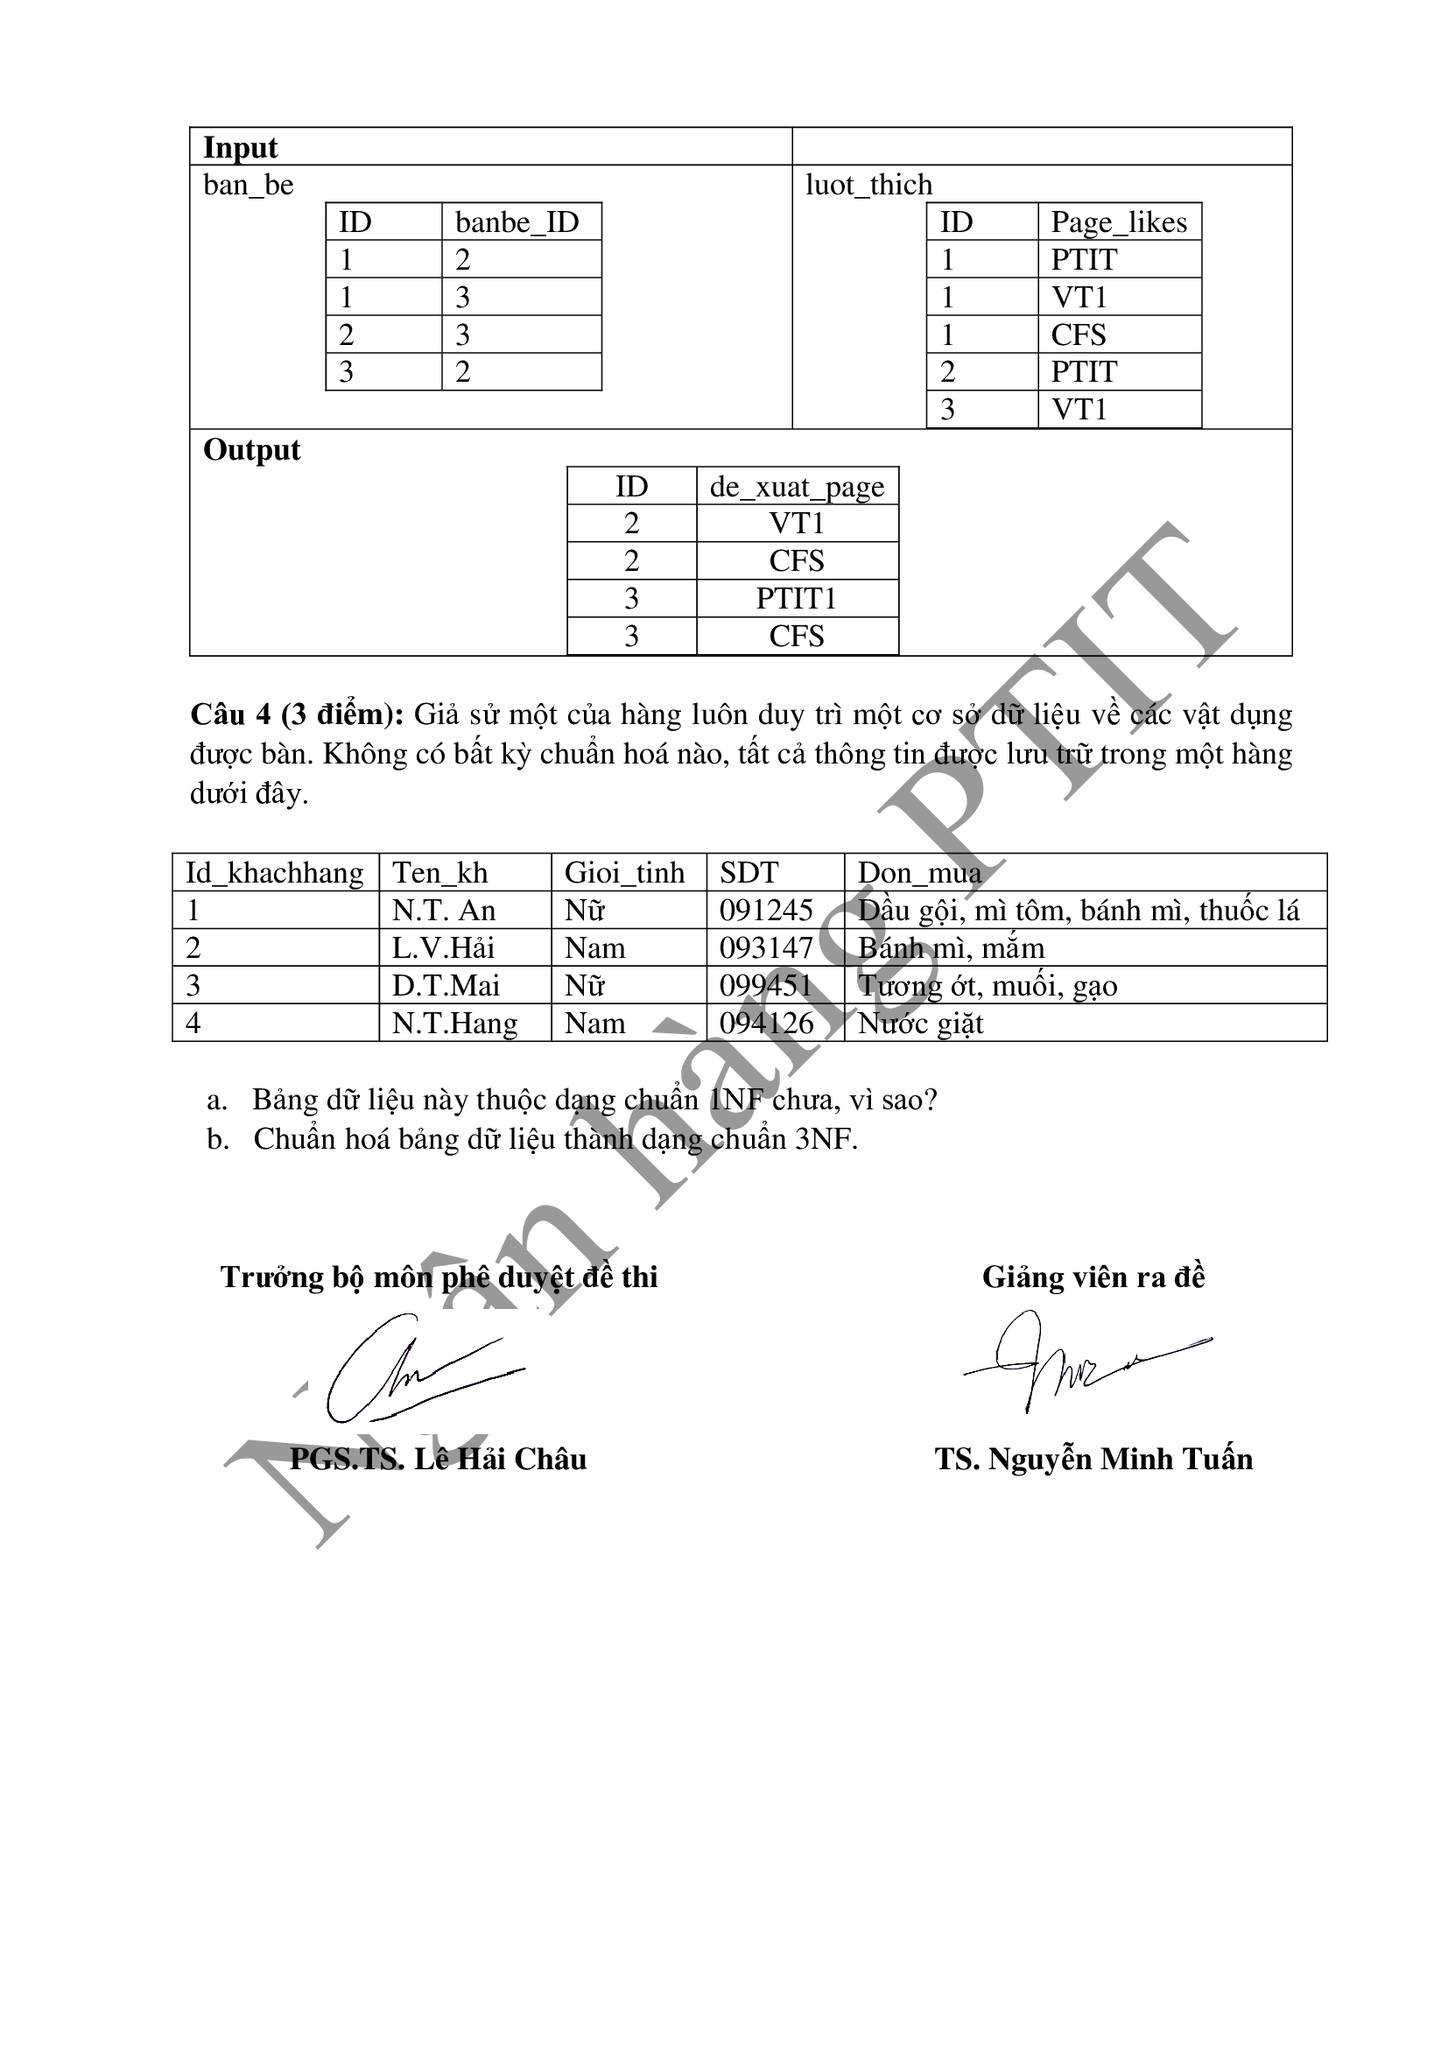 Input
ban_be luot_thich
ID banbe_ID
1 2
1 3
2 3
3 2
ID Page_likes
1 PTIT
1 VT1
1 CFS
2 PTIT
3 VT1
Output
ID de_xuat_page
2 VT1
2 CFS
3 PTIT1
3 CFS
Câu 4 (3 điểm): Giả sử một của hàng luôn duy trì một cơ sở dữ liệu về các vật dụng
được bàn. Không có bất kỳ chuẩn hoá nào, tất cả thông tin được lưu trữ trong một hàng
dưới đây.
Id_khachhang Ten_kh Gioi_tinh SDT Don_mua
1 N.T. An Nữ 091245 Dầu gội, mì tôm, bánh mì, thuốc lá
2 L.V.Hải Nam 093147 Bánh mì, mắm
3 D.T.Mai Nữ 099451 Tương ớt, muối, gạo
4 N.T.Hang Nam 094126 Nước giặt
a. Bảng dữ liệu này thuộc dạng chuẩn 1NF chưa, vì sao?
b. Chuẩn hoá bảng dữ liệu thành dạng chuẩn 3NF.
Trưởng bộ môn phê duyệt đề thi Giảng viên ra đề
PGS.TS. Lê Hải Châu TS. Nguyễn Minh Tuấn
Ngân hàng PTIT